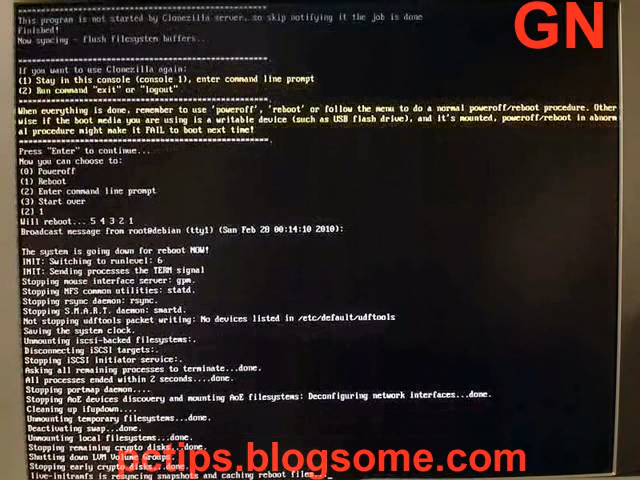 GN
This program is not started by Clonezilla server, so skip notifying it the job is done
Finished!
Now syncing - flush filesystem buffers...
If you want to use Clonezilla again:
(1) Stay in this console (console 1), enter command line prompt
(2) Run command "exit" or "logout"
When everything is done, remember to use 'poweroff', 'reboot' or follow the menu to do a normal poweroff/reboot procedure. Other
wise if the boot media you are using is a writable device (such as USB flash drive), and it's mounted, poweroff/reboot in abnorm
al procedure might make it FAIL to boot next time!
Press "Enter" to continue...
Now you can choose to:
(0) Poweroff
(1) Reboot
(2) Enter command line prompt
(3) Start over
[2] 1
Will reboot... 5 4 3 2 1
Broadcast message from root@debian (tty1) (Sun Feb 28 00:14:10 2010):
The system is going down for reboot NOW!
INIT: Switching to runlevel: 6
INIT: Sending processes the TERM signal
Stopping mouse interface server: gpm.
Stopping NFS common utilities: statd.
Stopping rsync daemon: rsync.
Stopping S.M.A.R.T. daemon: smartd.
Not stopping udftools packet writing: No devices listed in /etc/default/udftools
Saving the system clock.
Unmounting iscsi-backed filesystems:.
Disconnecting iSCSI targets:.
Stopping iSCSI initiator service:.
Asking all remaining processes to terminate...done.
All processes ended within 2 seconds....done.
Stopping portmap daemon....
Stopping AoE devices discovery and mounting AoE filesystems: Deconfiguring network interfaces...done.
Cleaning up ifupdown....
Unmounting temporary filesystems...done.
Deactivating swap...done.
Unmounting local filesystems...done.
Stopping remaining crypto disks...done.
Shutting down LVM Volume Groups
Stopping early crypto disks...done.
live-initramfs is resyncing snapshots and caching reboot files..._
pctips.blogsome.com